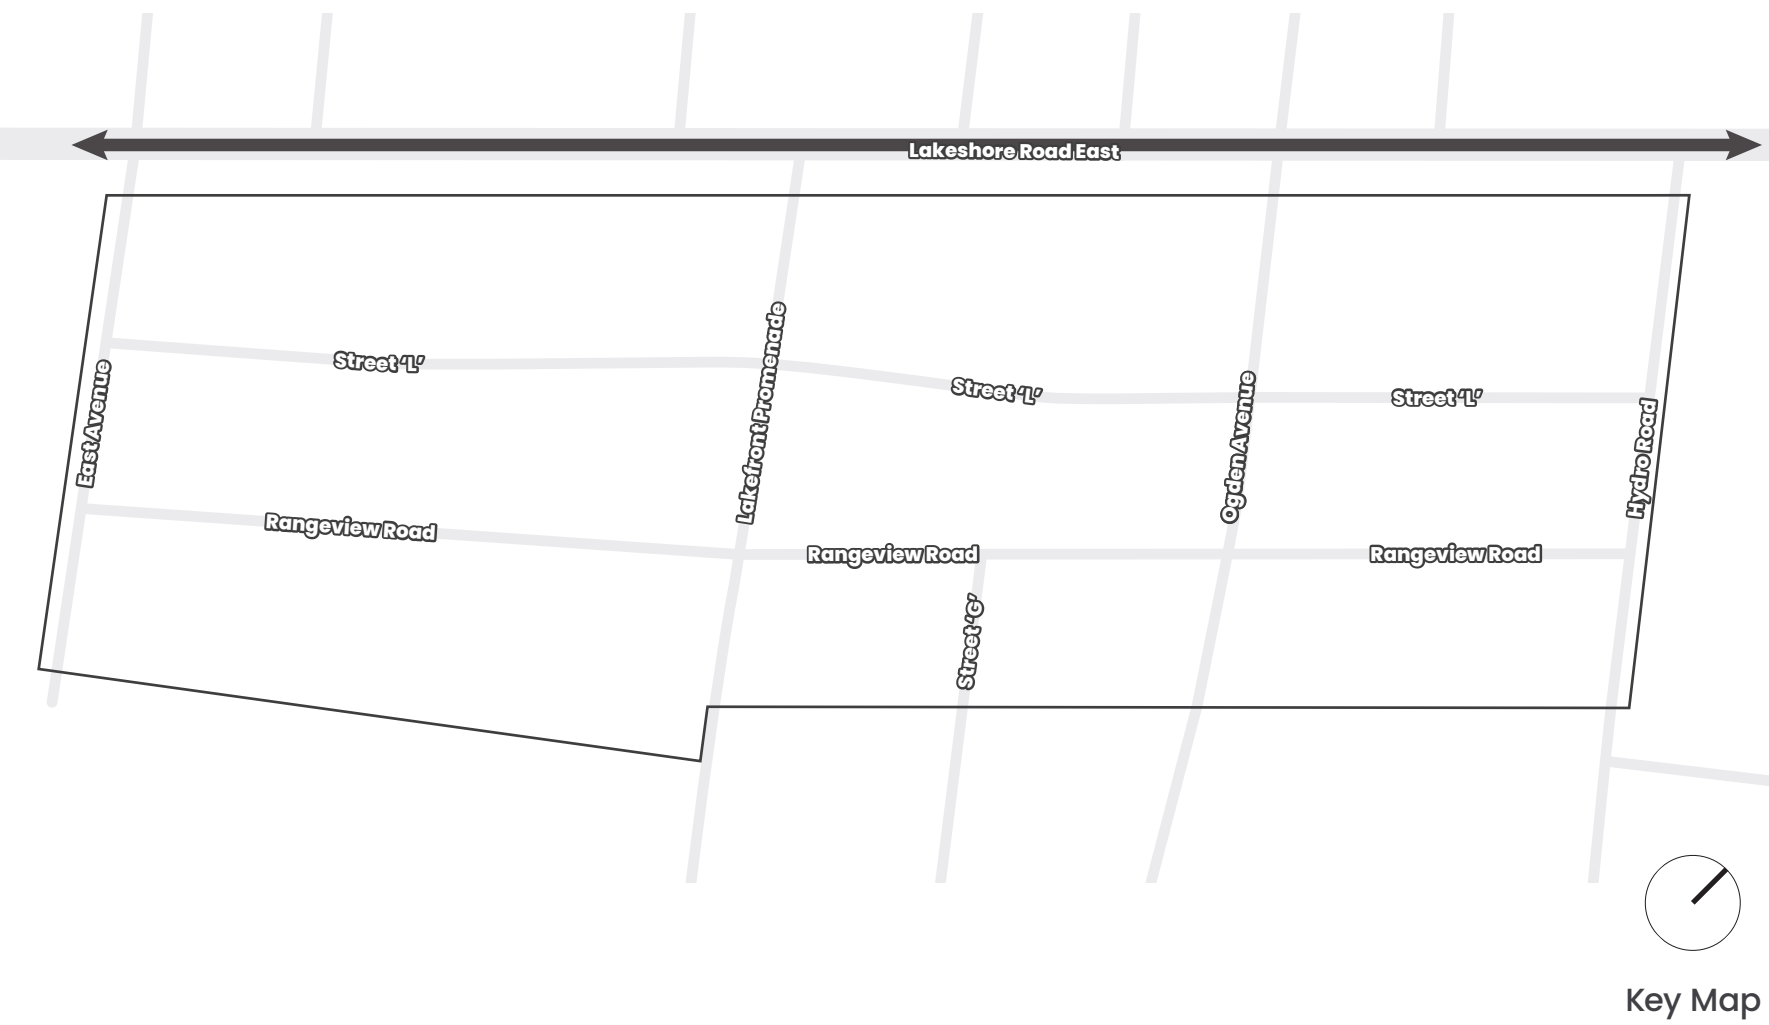 Lakeshore Road East
Lakefront Promenade
Street ‘L’
Street ‘L’
Street ‘L’
East Avenue
Ogden Avenue
Hydro Road
Rangeview Road
Rangeview Road
Rangeview Road
Street ‘G’
Key Map